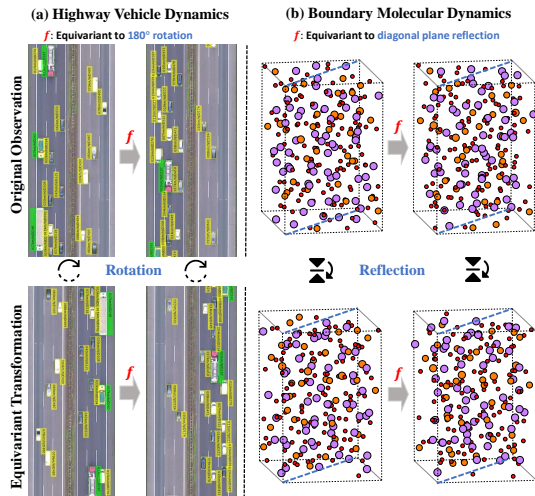 (a) Highway Vehicle Dynamics
(b) Boundary Molecular Dynamics
f: Equivariant to 180° rotation
f: Equivariant to diagonal plane reflection
Original Observation
f
f
Rotation
Reflection
Equivariant Transformation
f
f